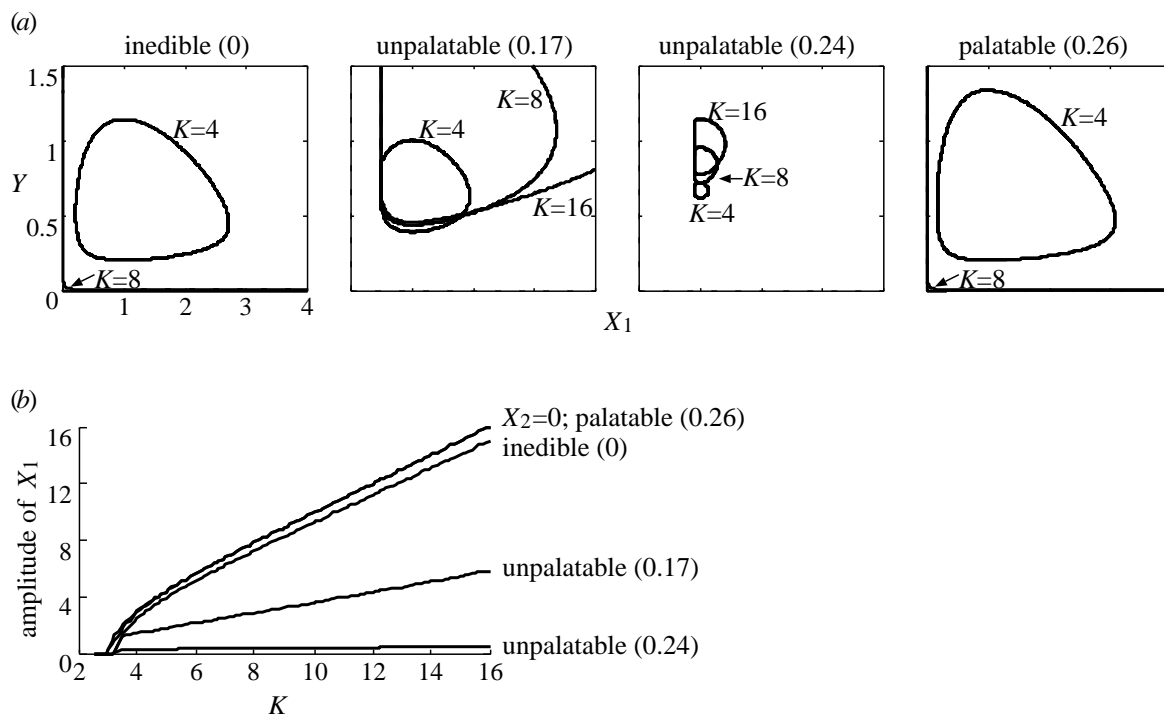 (a)
inedible (0) unpalatable (0.17) unpalatable (0.24) palatable (0.26)
1.5
1
Y
0.5
0
K=4
K=8
1 2 3 4
K=8
K=4
K=16
K=16
K=8
K=4
K=4
K=8
X1
(b)
amplitude of X1
16
12
8
4
0
2 4 6 8 10 12 14 16
K
X2=0; palatable (0.26)
inedible (0)
unpalatable (0.17)
unpalatable (0.24)